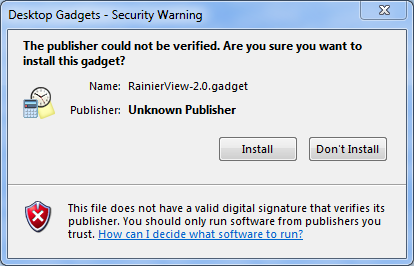 Desktop Gadgets - Security Warning
The publisher could not be verified. Are you sure you want to
install this gadget?
Name: RainierView-2.0.gadget
Publisher: Unknown Publisher
Install Don't Install
This file does not have a valid digital signature that verifies its
publisher. You should only run software from publishers you
trust. How can I decide what software to run?